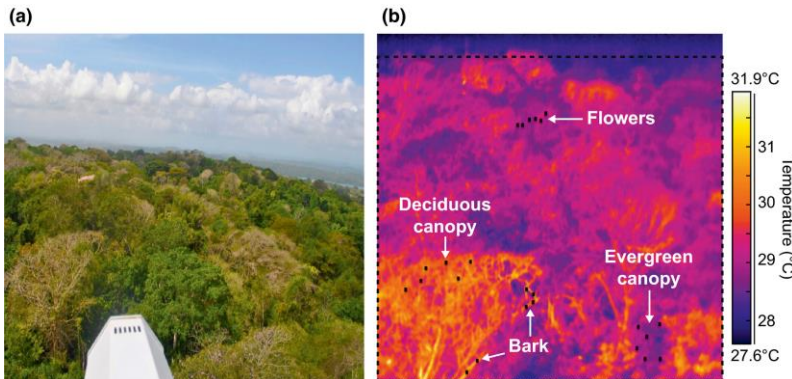 (a)
(b)
Flowers
Deciduous
canopy
Evergreen
canopy
Bark
31.9°C
31
30
29
28
27.6°C
Temperature (°C)